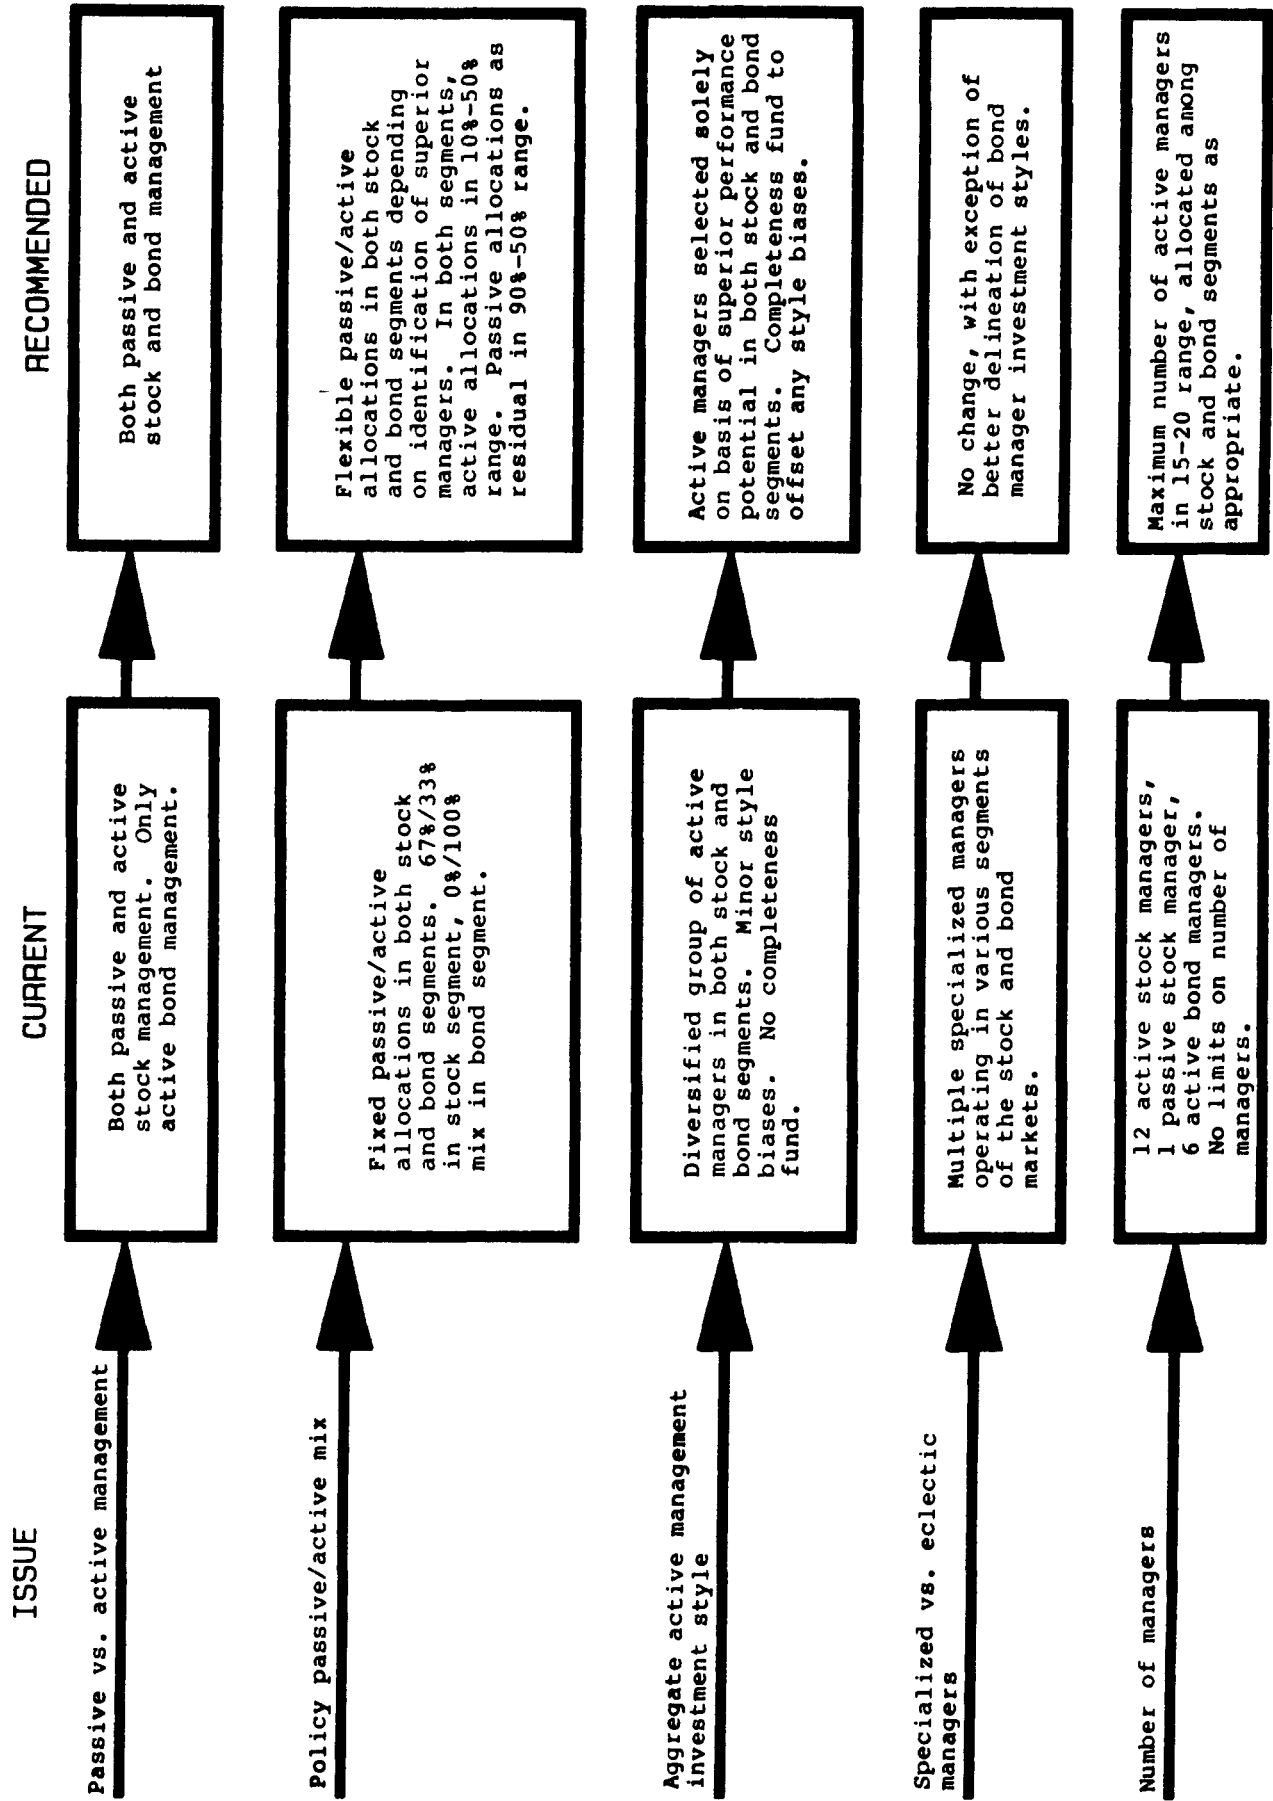 ISSUE
CURRENT
RECOMMENDED
Passive vs. active management
Both passive and active
stock management. Only
active bond management.
Both passive and active
stock and bond management
Policy passive/active mix
Fixed passive/active
allocations in both stock
and bond segments. 67%/33%
in stock segment, 0%/100%
mix in bond segment.
Flexible passive/active
allocations in both stock
and bond segments depending
on identification of superior
managers. In both segments,
active allocations in 10%-50%
range. Passive allocations as
residual in 90%-50% range.
Aggregate active management
investment style
Diversified group of active
managers in both stock and
bond segments. Minor style
biases. No completeness
fund.
Active managers selected solely
on basis of superior performance
potential in both stock and bond
segments. Completeness fund to
offset any style biases.
Specialized vs. eclectic
managers
Multiple specialized managers
operating in various segments
of the stock and bond
markets.
No change, with exception of
better delineation of bond
manager investment styles.
Number of managers
12 active stock managers,
1 passive stock manager,
6 active bond managers.
No limits on number of
managers.
Maximum number of active managers
in 15-20 range, allocated among
stock and bond segments as
appropriate.